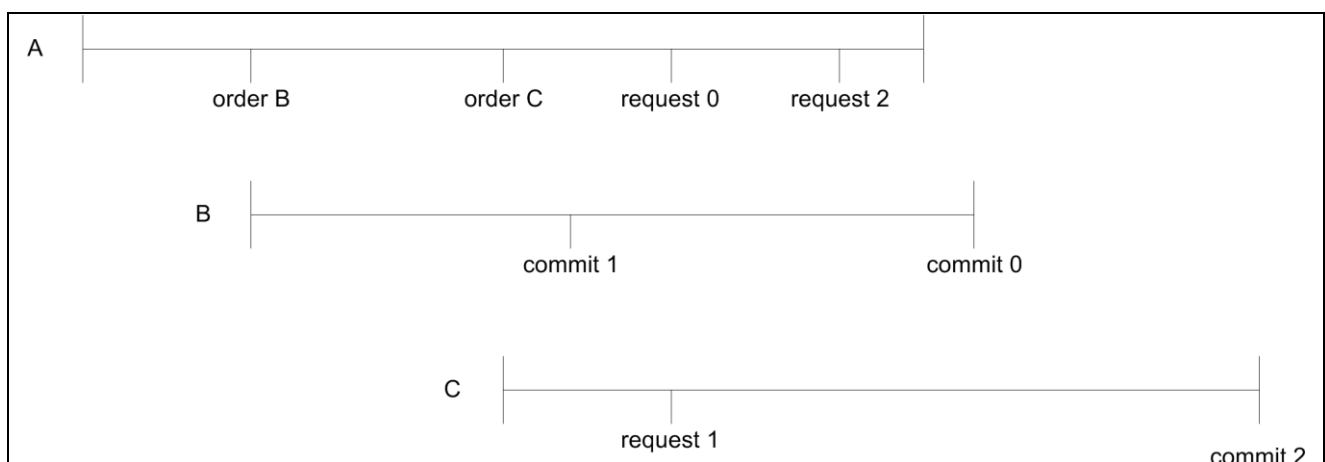 A
order B order C request 0 request 2
B
commit 1 commit 0
C
request 1
commit 2